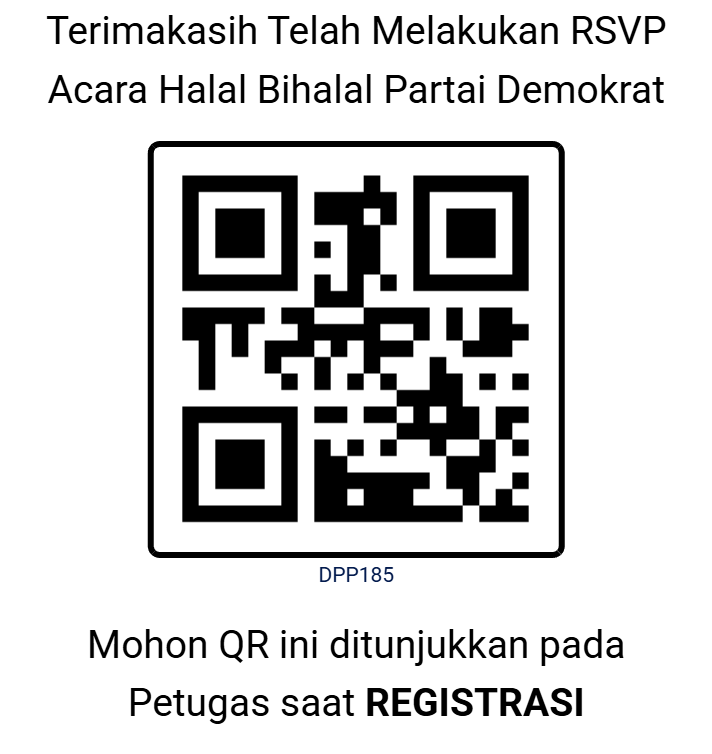 Terimakasih Telah Melakukan RSVP
Acara Halal Bihalal Partai Demokrat
DPP185
Mohon QR ini ditunjukkan pada
Petugas saat REGISTRASI